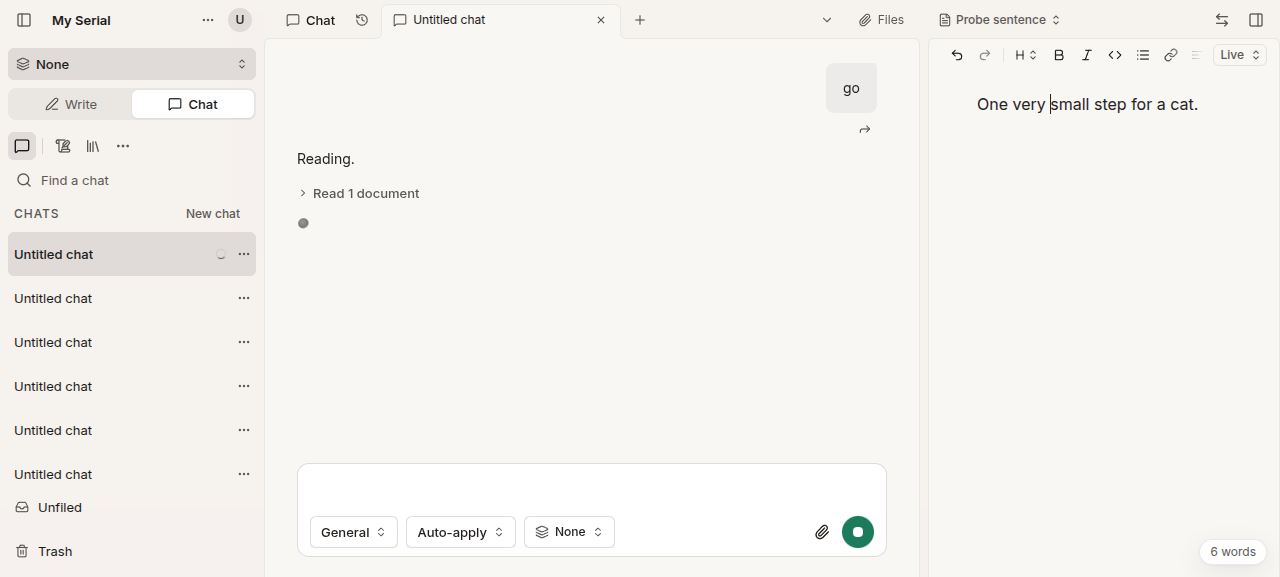 My Serial
U
Chat
Untitled chat
Files
Probe sentence
None
Write
Chat
Find a chat
CHATS
New chat
Untitled chat
Untitled chat
Untitled chat
Untitled chat
Untitled chat
Untitled chat
Unfiled
Trash
go
Reading.
Read 1 document
General
Auto-apply
None
H
B
I
Live
One very small step for a cat.
6 words